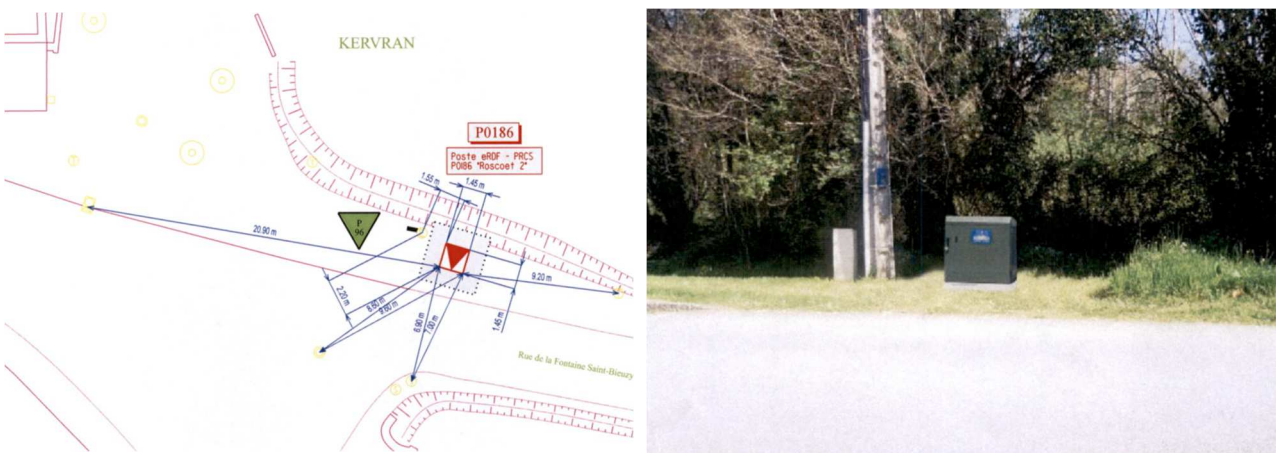 KERVRAN
P0186
Poste eRDF - PRCS
P0186 "Roscoet 2"
1.55 m
1.45 m
P
96
20.90 m
9.20 m
2.20 m
8.60 m
9.60 m
6.90 m
7.00 m
1.45 m
Rue de la Fontaine Saint-Bieuzy